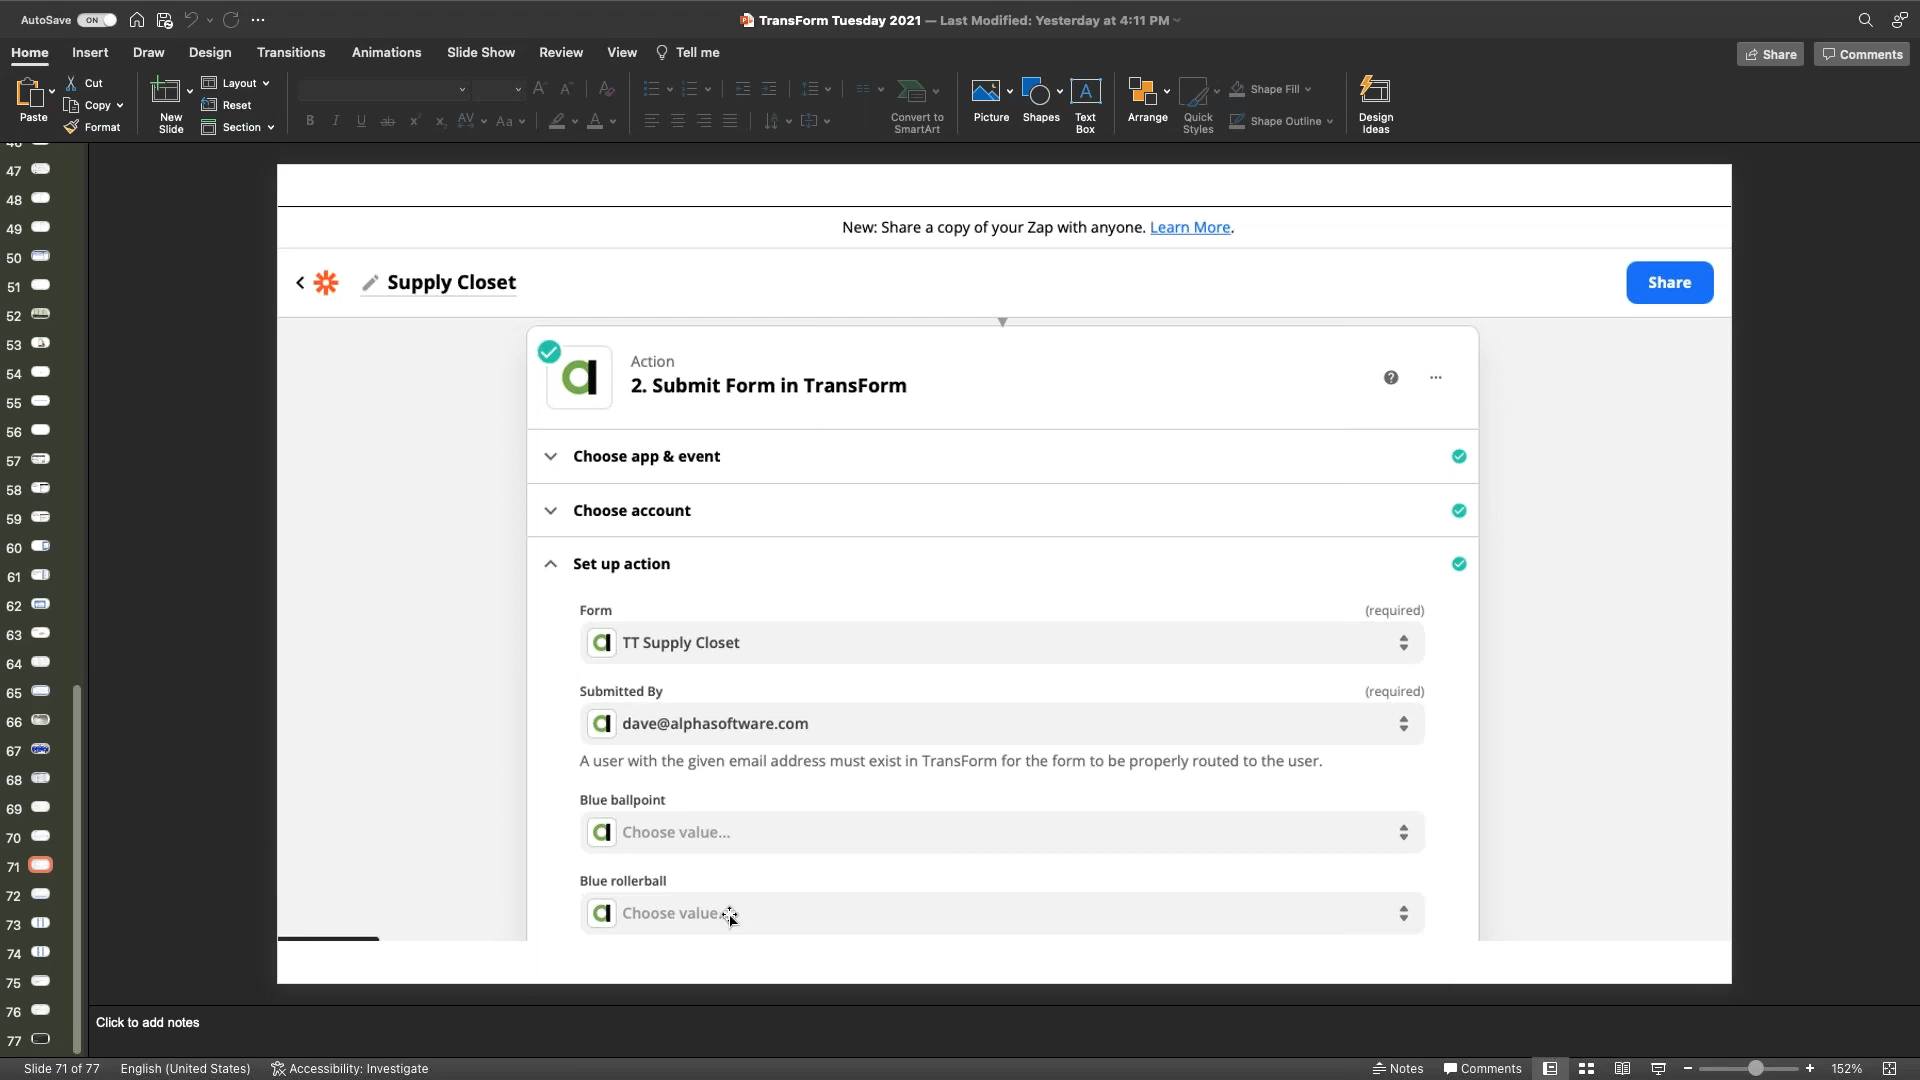 AutoSave ON
TransForm Tuesday 2021 — Last Modified: Yesterday at 4:11 PM
Home Insert Draw Design Transitions Animations Slide Show Review View Tell me
Share Comments
Paste
Cut
Copy
Format
New Slide
Layout
Reset
Section
Convert to SmartArt
Picture Shapes Text Box
Arrange Quick Styles
Shape Fill
Shape Outline
Design Ideas
New: Share a copy of your Zap with anyone. Learn More.
Supply Closet
Share
Action
2. Submit Form in TransForm
Choose app & event
Choose account
Set up action
Form (required)
TT Supply Closet
Submitted By (required)
dave@alphasoftware.com
A user with the given email address must exist in TransForm for the form to be properly routed to the user.
Blue ballpoint
Choose value...
Blue rollerball
Choose value
47
48
49
50
51
52
53
54
55
56
57
58
59
60
61
62
63
64
65
66
67
68
69
70
71
72
73
74
75
76
77
Click to add notes
Slide 71 of 77 English (United States) Accessibility: Investigate
Notes Comments 152%